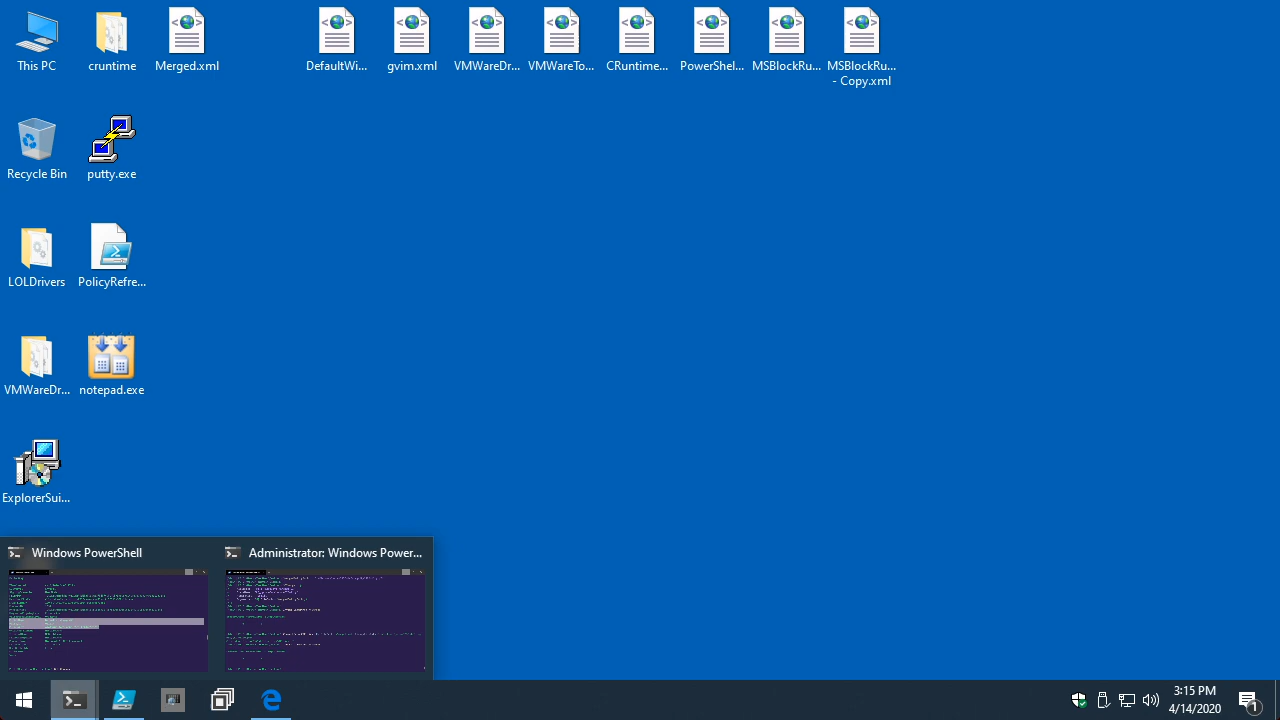 This PC
cruntime
Merged.xml
DefaultWi...
gvim.xml
VMWareDr...
VMWareTo...
CRuntime...
PowerShel...
MSBlockRu...
MSBlockRu...
- Copy.xml
Recycle Bin
putty.exe
LOLDrivers
PolicyRefre...
VMWareDr...
notepad.exe
ExplorerSui...
Windows PowerShell
Administrator: Windows Power...
3:15 PM
4/14/2020
1